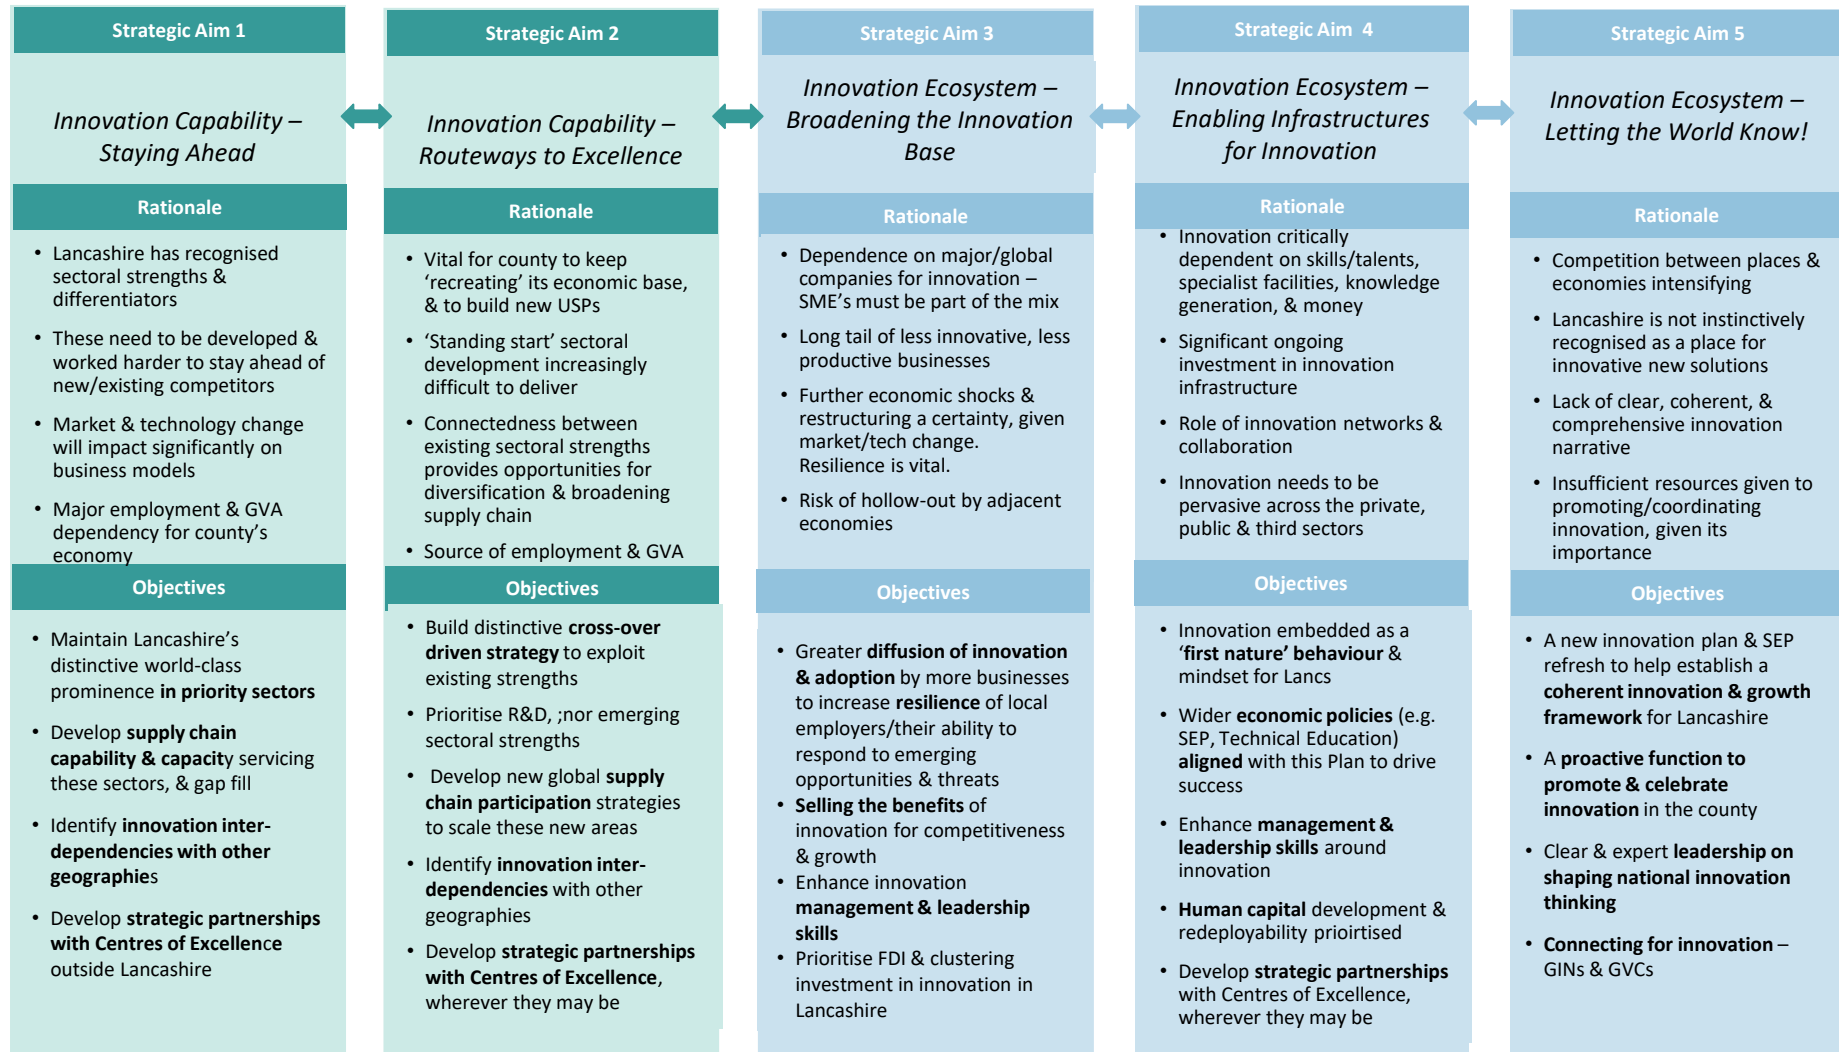 Strategic Aim 1
Innovation Capability –
Staying Ahead
Rationale
• Lancashire has recognised
sectoral strengths &
differentiators
• These need to be developed &
worked harder to stay ahead of
new/existing competitors
• Market & technology change
will impact significantly on
business models
• Major employment & GVA
dependency for county's
economy
Objectives
• Maintain Lancashire's
distinctive world-class
prominence in priority sectors
• Develop supply chain
capability & capacity servicing
these sectors, & gap fill
• Identify innovation inter-
dependencies with other
geographies
• Develop strategic partnerships
with Centres of Excellence
outside Lancashire
Strategic Aim 2
Innovation Capability –
Routeways to Excellence
Rationale
• Vital for county to keep
'recreating' its economic base,
& to build new USPs
• 'Standing start' sectoral
development increasingly
difficult to deliver
• Connectedness between
existing sectoral strengths
provides opportunities for
diversification & broadening
supply chain
• Source of employment & GVA
Objectives
• Build distinctive cross-over
driven strategy to exploit
existing strengths
• Prioritise R&D, ;nor emerging
sectoral strengths
• Develop new global supply
chain participation strategies
to scale these new areas
• Identify innovation inter-
dependencies with other
geographies
• Develop strategic partnerships
with Centres of Excellence,
wherever they may be
Strategic Aim 3
Innovation Ecosystem –
Broadening the Innovation
Base
Rationale
• Dependence on major/global
companies for innovation –
SME's must be part of the mix
• Long tail of less innovative, less
productive businesses
• Further economic shocks &
restructuring a certainty, given
market/tech change.
Resilience is vital.
• Risk of hollow-out by adjacent
economies
Objectives
• Greater diffusion of innovation
& adoption by more businesses
to increase resilience of local
employers/their ability to
respond to emerging
opportunities & threats
• Selling the benefits of
innovation for competitiveness
& growth
• Enhance innovation
management & leadership
skills
• Prioritise FDI & clustering
investment in innovation in
Lancashire
Strategic Aim 4
Innovation Ecosystem –
Enabling Infrastructures
for Innovation
Rationale
• Innovation critically
dependent on skills/talents,
specialist facilities, knowledge
generation, & money
• Significant ongoing
investment in innovation
infrastructure
• Role of innovation networks &
collaboration
• Innovation needs to be
pervasive across the private,
public & third sectors
Objectives
• Innovation embedded as a
'first nature' behaviour &
mindset for Lancs
• Wider economic policies (e.g.
SEP, Technical Education)
aligned with this Plan to drive
success
• Enhance management &
leadership skills around
innovation
• Human capital development &
redeployability prioirtised
• Develop strategic partnerships
with Centres of Excellence,
wherever they may be
Strategic Aim 5
Innovation Ecosystem –
Letting the World Know!
Rationale
• Competition between places &
economies intensifying
• Lancashire is not instinctively
recognised as a place for
innovative new solutions
• Lack of clear, coherent, &
comprehensive innovation
narrative
• Insufficient resources given to
promoting/coordinating
innovation, given its
importance
Objectives
• A new innovation plan & SEP
refresh to help establish a
coherent innovation & growth
framework for Lancashire
• A proactive function to
promote & celebrate
innovation in the county
• Clear & expert leadership on
shaping national innovation
thinking
• Connecting for innovation –
GINs & GVCs